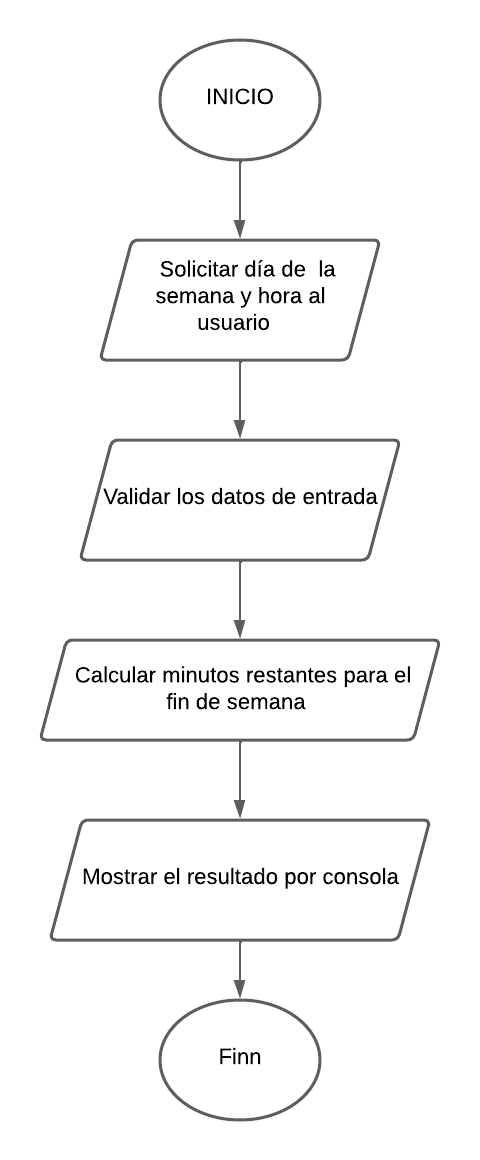 INICIO
Solicitar día de  la
semana y hora al
usuario
Validar los datos de entrada
Calcular minutos restantes para el
fin de semana
Mostrar el resultado por consola
Finn